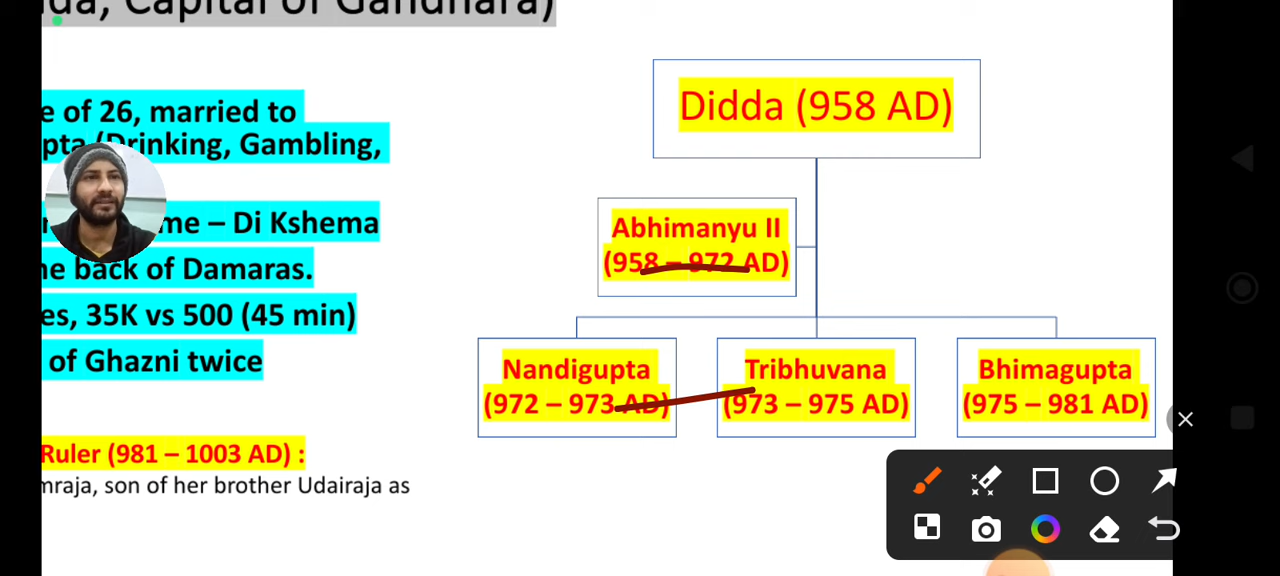 da, Capital of Gandhara)
e of 26, married to
pta (Drinking, Gambling,
me – Di Kshema
e back of Damaras.
es, 35K vs 500 (45 min)
of Ghazni twice
Ruler (981 – 1003 AD) :
mraja, son of her brother Udairaja as
Didda (958 AD)
Abhimanyu II
(958 – 972 AD)
Nandigupta
(972 – 973 AD)
Tribhuvana
(973 – 975 AD)
Bhimagupta
(975 – 981 AD)